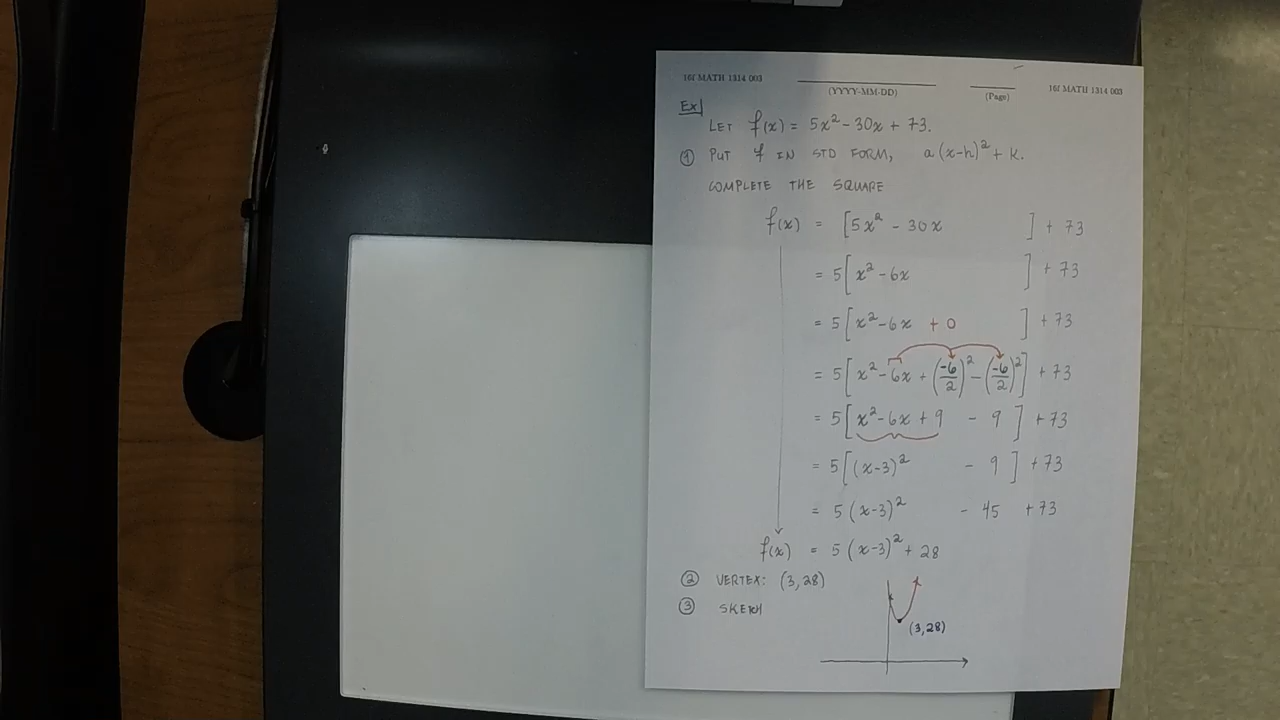 16f MATH 1314 003 (YYYY-MM-DD) (Page) 16f MATH 1314 003
Ex
LET f(x) = 5x² - 30x + 73.
① PUT f IN STD FORM, a(x-h)² + k.
COMPLETE THE SQUARE
f(x) = [5x² - 30x ] + 73
= 5[x² - 6x ] + 73
= 5[x² - 6x + 0 ] + 73
= 5[x² - 6x + (-6/2)² - (-6/2)²] + 73
= 5[x² - 6x + 9 - 9 ] + 73
= 5[(x-3)² - 9 ] + 73
= 5(x-3)² - 45 + 73
f(x) = 5(x-3)² + 28
② VERTEX: (3,28)
③ SKETCH
(3,28)